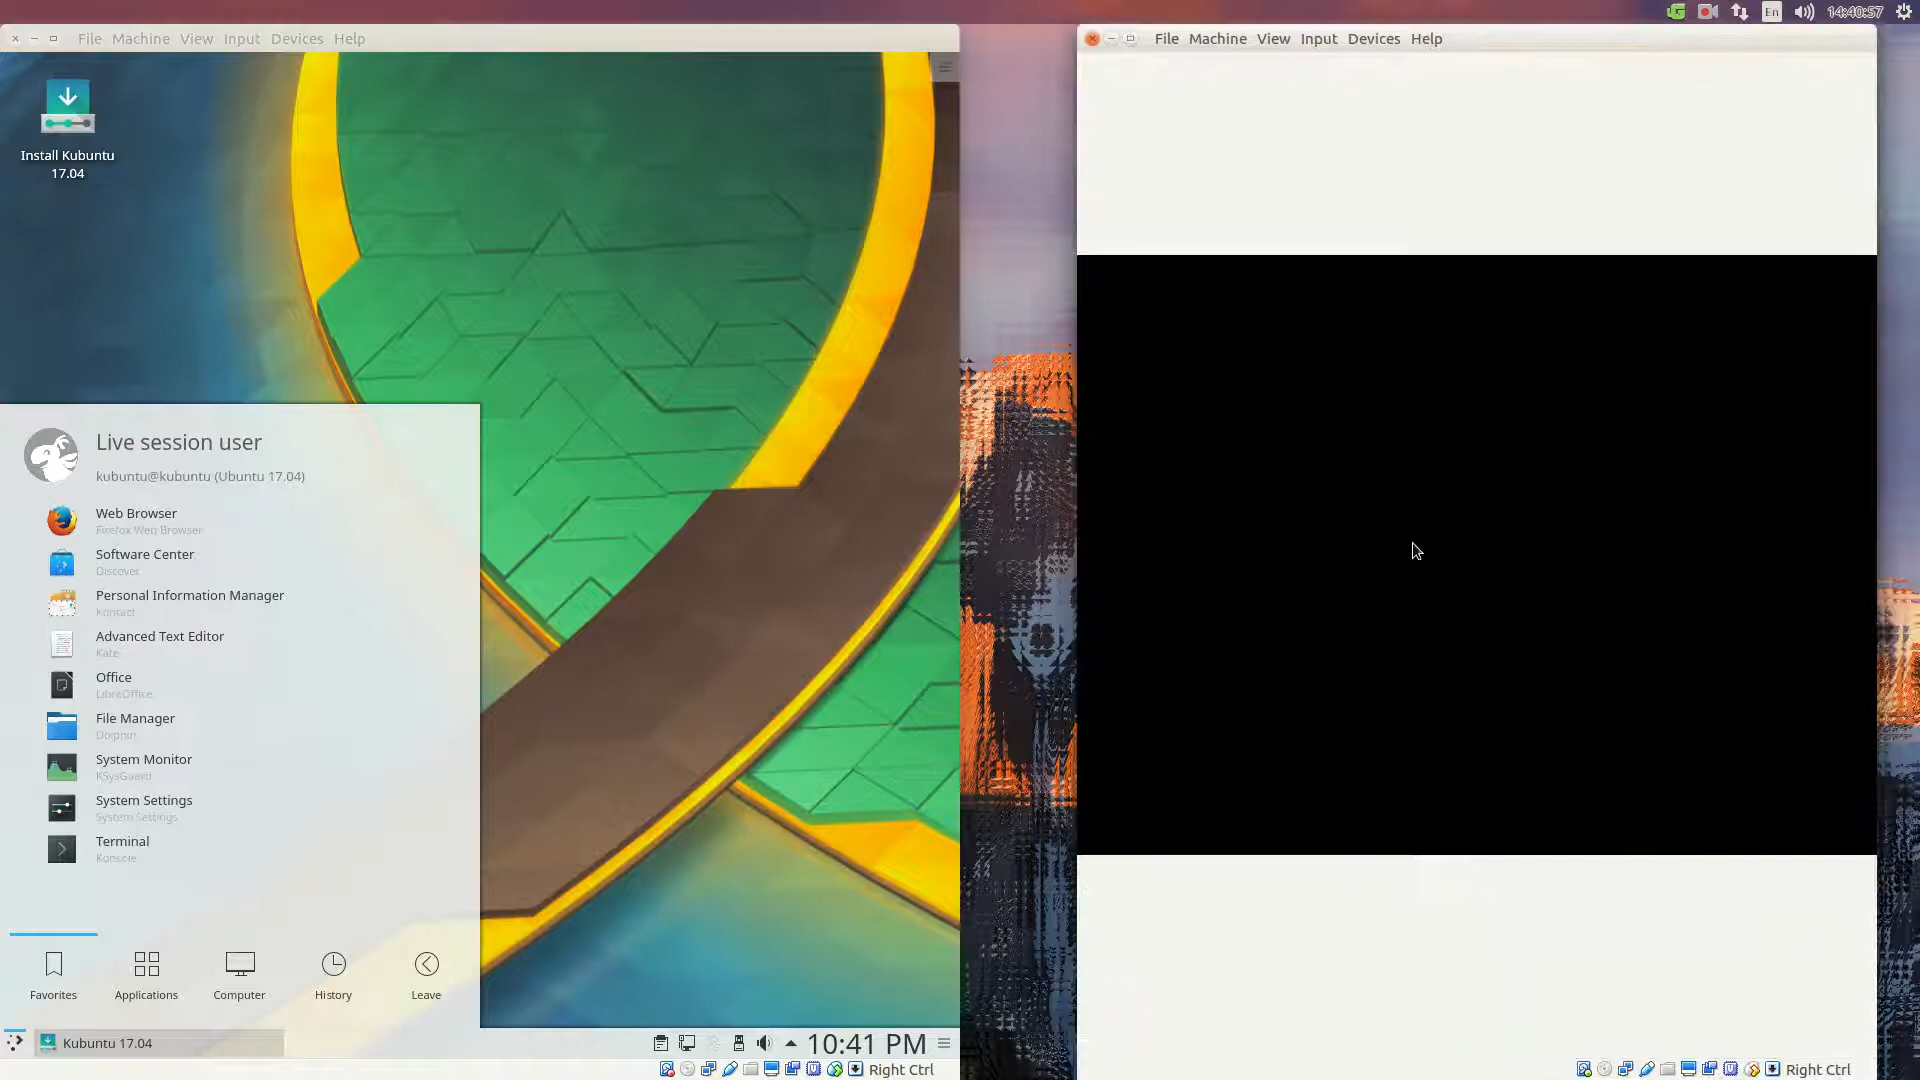 En
14:40:57
File Machine View Input Devices Help
File Machine View Input Devices Help
Install Kubuntu
17.04
Live session user
kubuntu@kubuntu (Ubuntu 17.04)
Web Browser
Firefox Web Browser
Software Center
Discover
Personal Information Manager
Kontact
Advanced Text Editor
Kate
Office
LibreOffice
File Manager
Dolphin
System Monitor
KSysGuard
System Settings
System Settings
Terminal
Konsole
Favorites Applications Computer History Leave
Kubuntu 17.04
10:41 PM
Right Ctrl
Right Ctrl